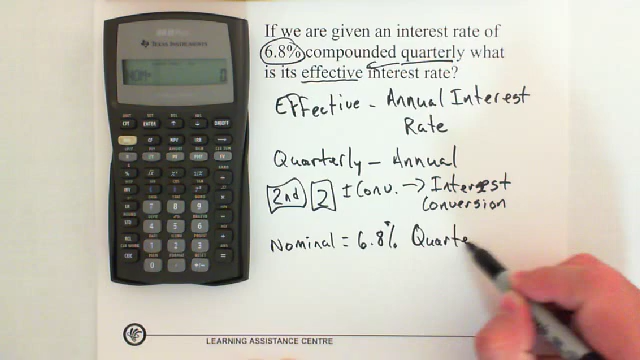 If we are given an interest rate of
6.8% compounded quarterly what
is its effective interest rate?
Effective - Annual Interest
Rate
Quarterly - Annual
2nd 2 I Conv. → Interest
Conversion
Nominal = 6.8% Quarte
TEXAS INSTRUMENTS
NOM= 0
LEARNING ASSISTANCE CENTRE